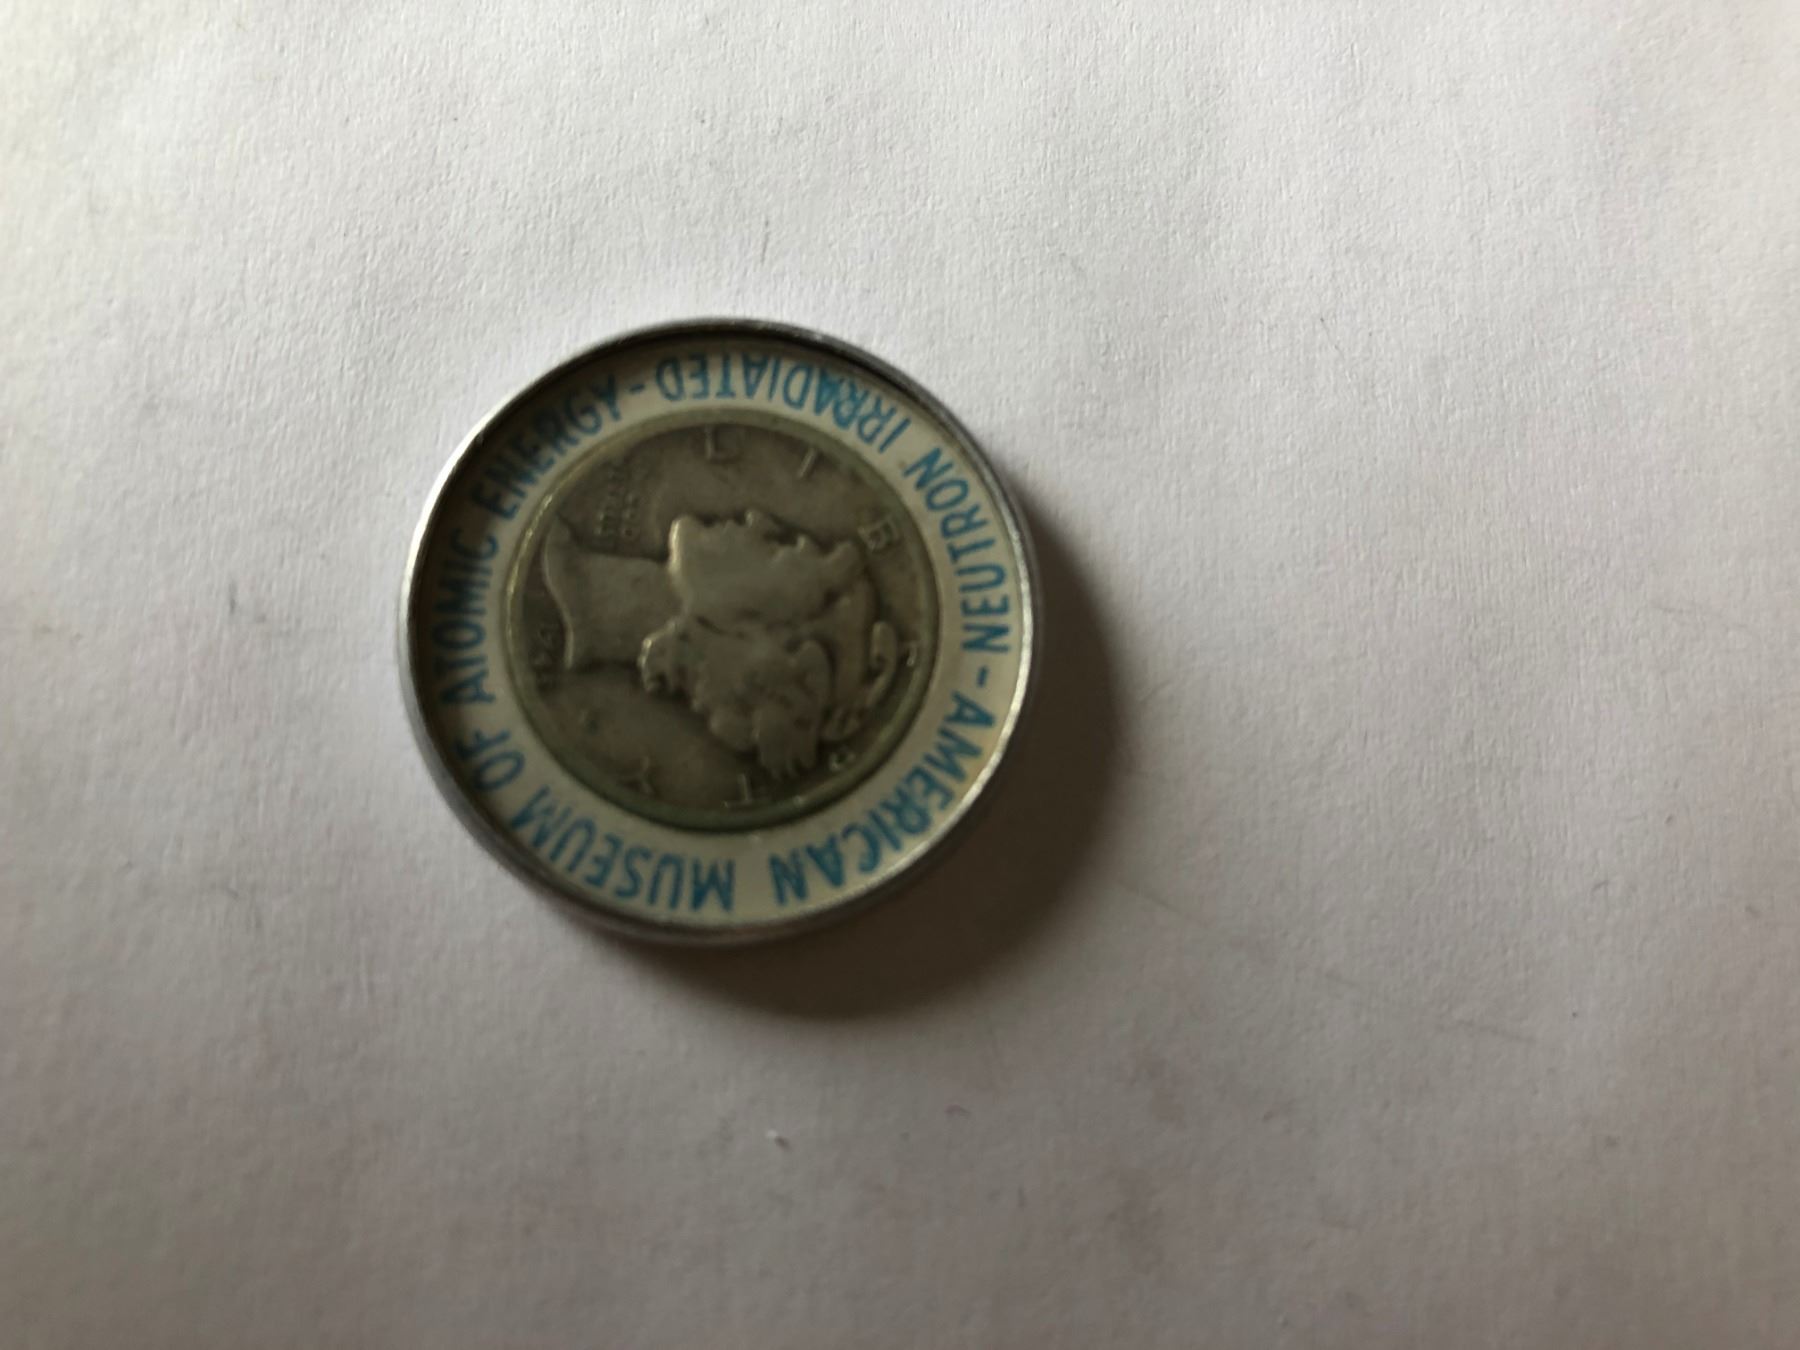 AMERICAN MUSEUM OF ATOMIC ENERGY - NEUTRON IRRADIATED -
LIBERTY